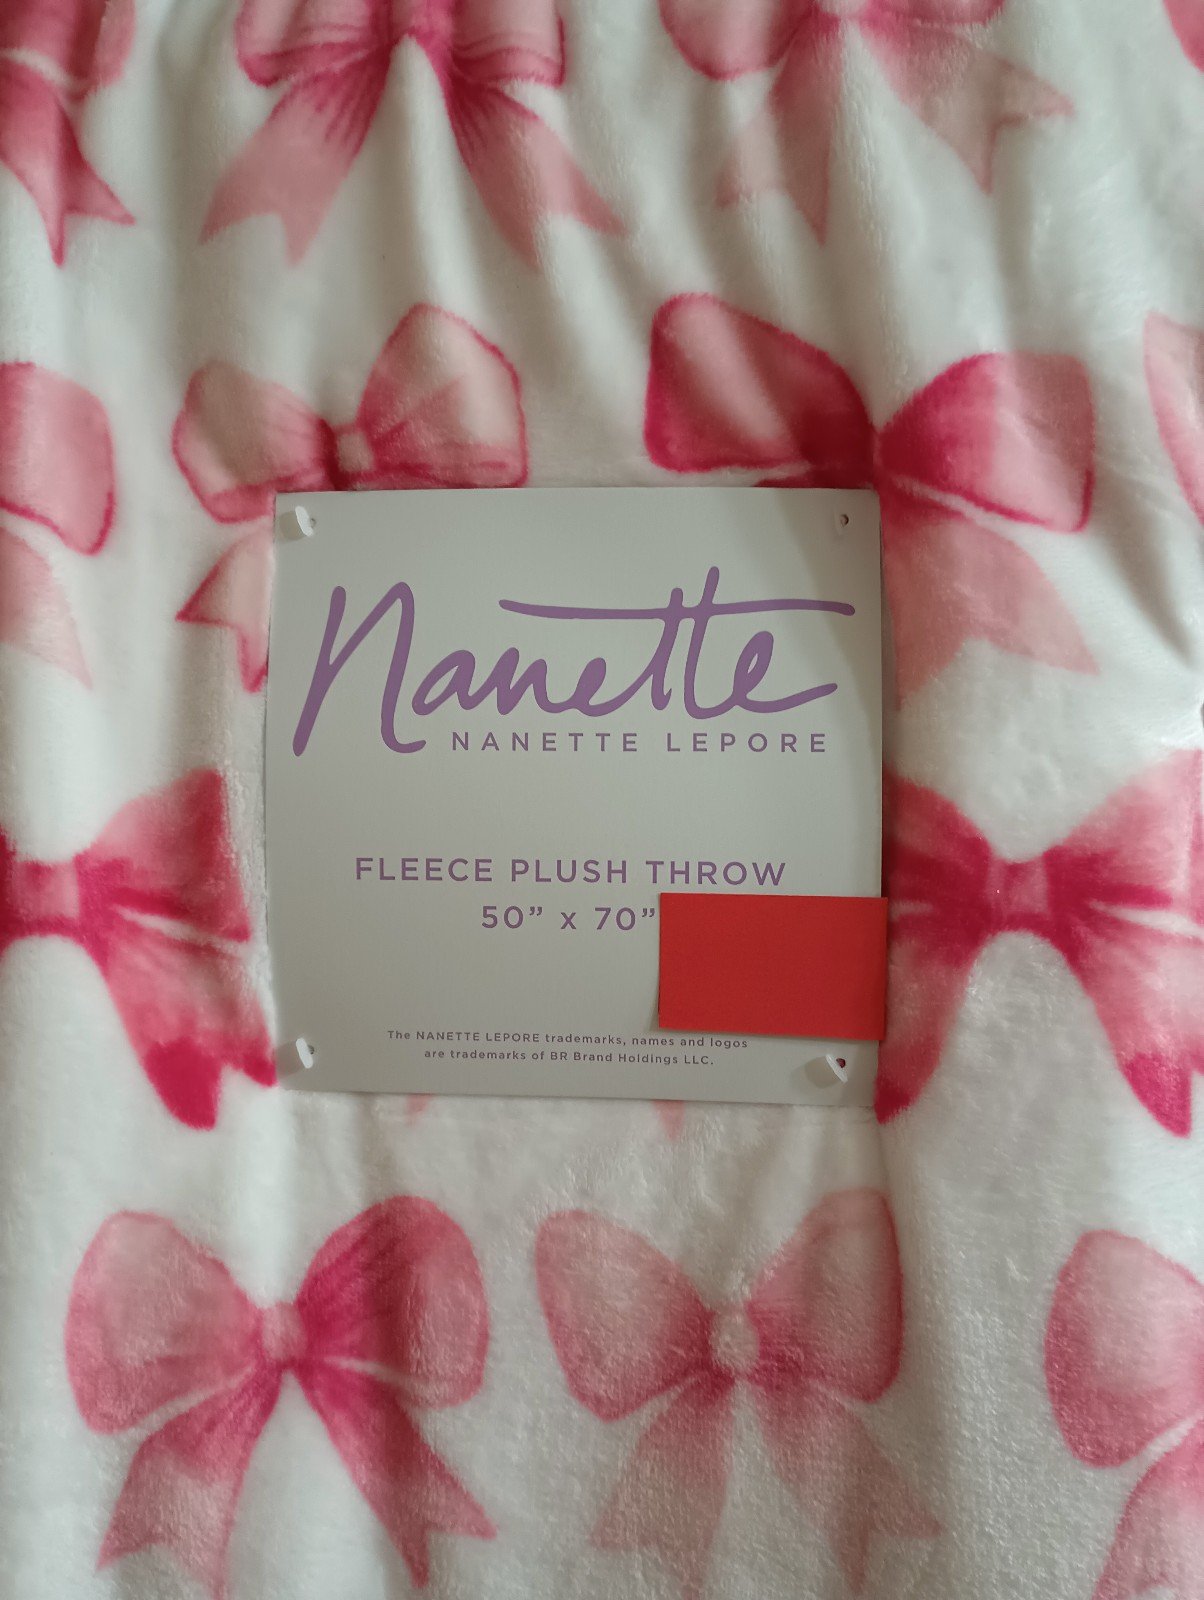 Nanette
NANETTE LEPORE
FLEECE PLUSH THROW
50” x 70”
The NANETTE LEPORE trademarks, names and logos
are trademarks of BR Brand Holdings LLC.